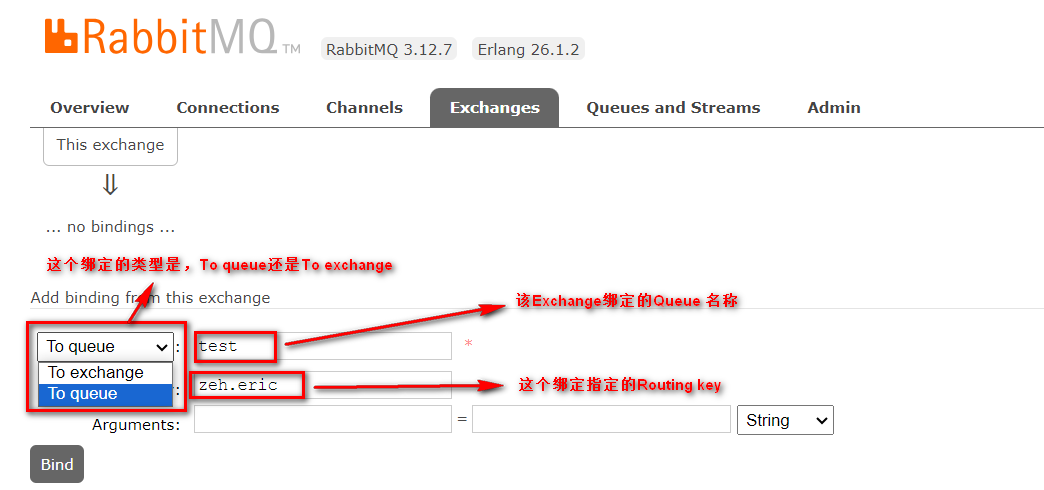 RabbitMQ TM RabbitMQ 3.12.7 Erlang 26.1.2
Overview Connections Channels Exchanges Queues and Streams Admin
This exchange
⇓
... no bindings ...
这个绑定的类型是，To queue还是To exchange
Add binding from this exchange
该Exchange绑定的Queue 名称
To queue : test *
To exchange
To queue : zeh.eric
这个绑定指定的Routing key
Arguments: = String
Bind